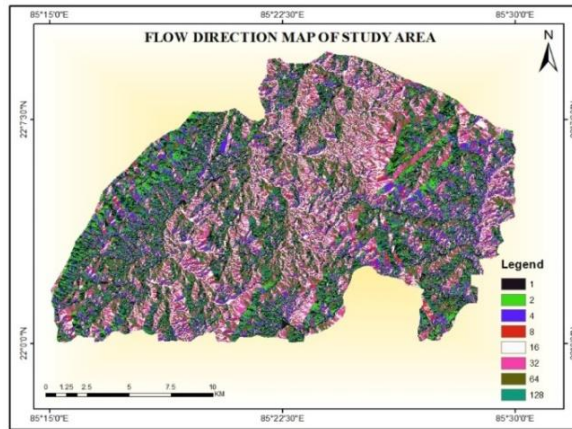 85°15'0"E 85°22'30"E 85°30'0"E
FLOW DIRECTION MAP OF STUDY AREA
N
22°7'30"N
22°0'0"N
Legend
1
2
4
8
16
32
64
128
0 1.25 2.5 5 7.5 10
KM
85°15'0"E 85°22'30"E 85°30'0"E